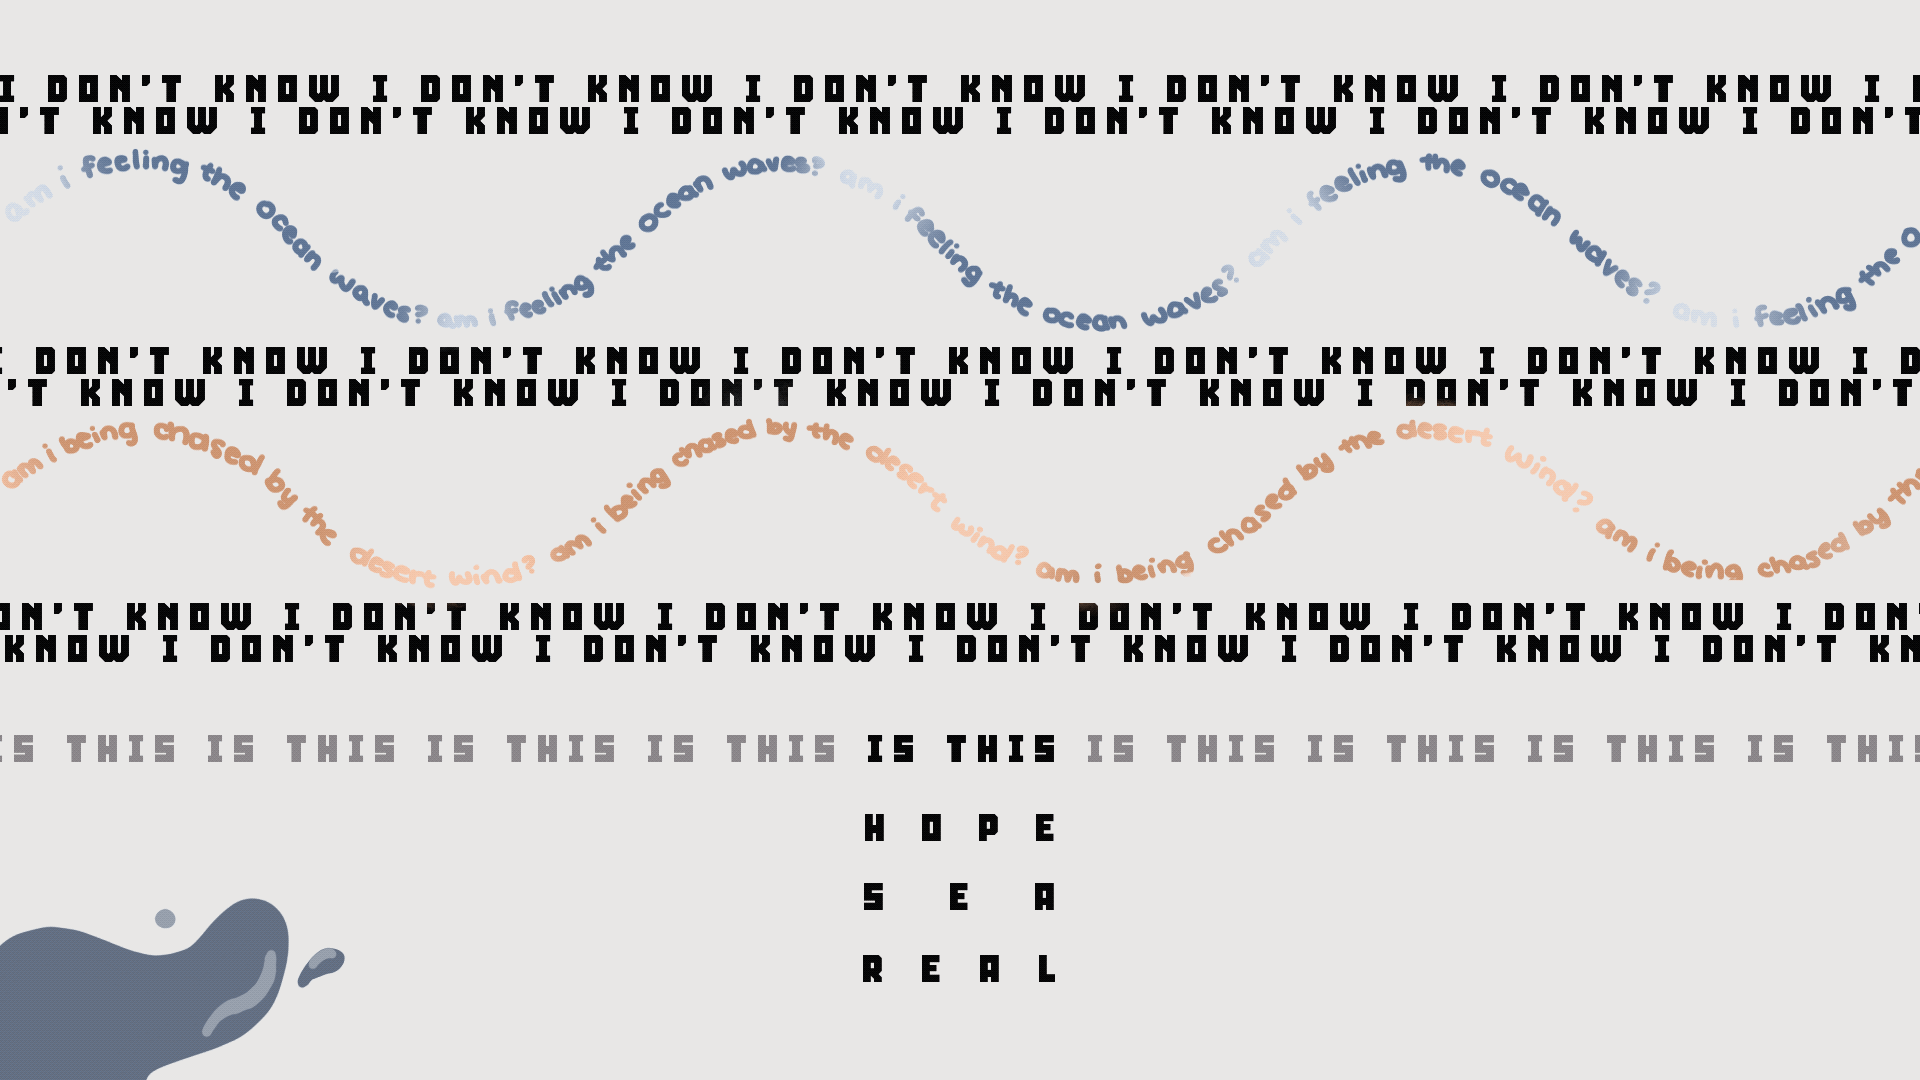 I DON'T KNOW I DON'T KNOW I DON'T KNOW I DON'T KNOW I DON'T KNOW I
'T KNOW I DON'T KNOW I DON'T KNOW I DON'T KNOW I DON'T KNOW I DON'T
am i feeling the ocean waves? am i feeling the ocean waves? am i feeling the ocean waves? am i feeling the ocean waves? am i feeling the o
I DON'T KNOW I DON'T KNOW I DON'T KNOW I DON'T KNOW I DON'T KNOW I D
'T KNOW I DON'T KNOW I DON'T KNOW I DON'T KNOW I DON'T KNOW I DON'T
am i being chased by the desert wind? am i being chased by the desert wind? am i being chased by the desert wind? am i being chased by the
ON'T KNOW I DON'T KNOW I DON'T KNOW I DON'T KNOW I DON'T KNOW I DON'
KNOW I DON'T KNOW I DON'T KNOW I DON'T KNOW I DON'T KNOW I DON'T KN
IS THIS IS THIS IS THIS IS THIS IS THIS IS THIS IS THIS IS THIS IS THIS
HOPE
SEA
REAL